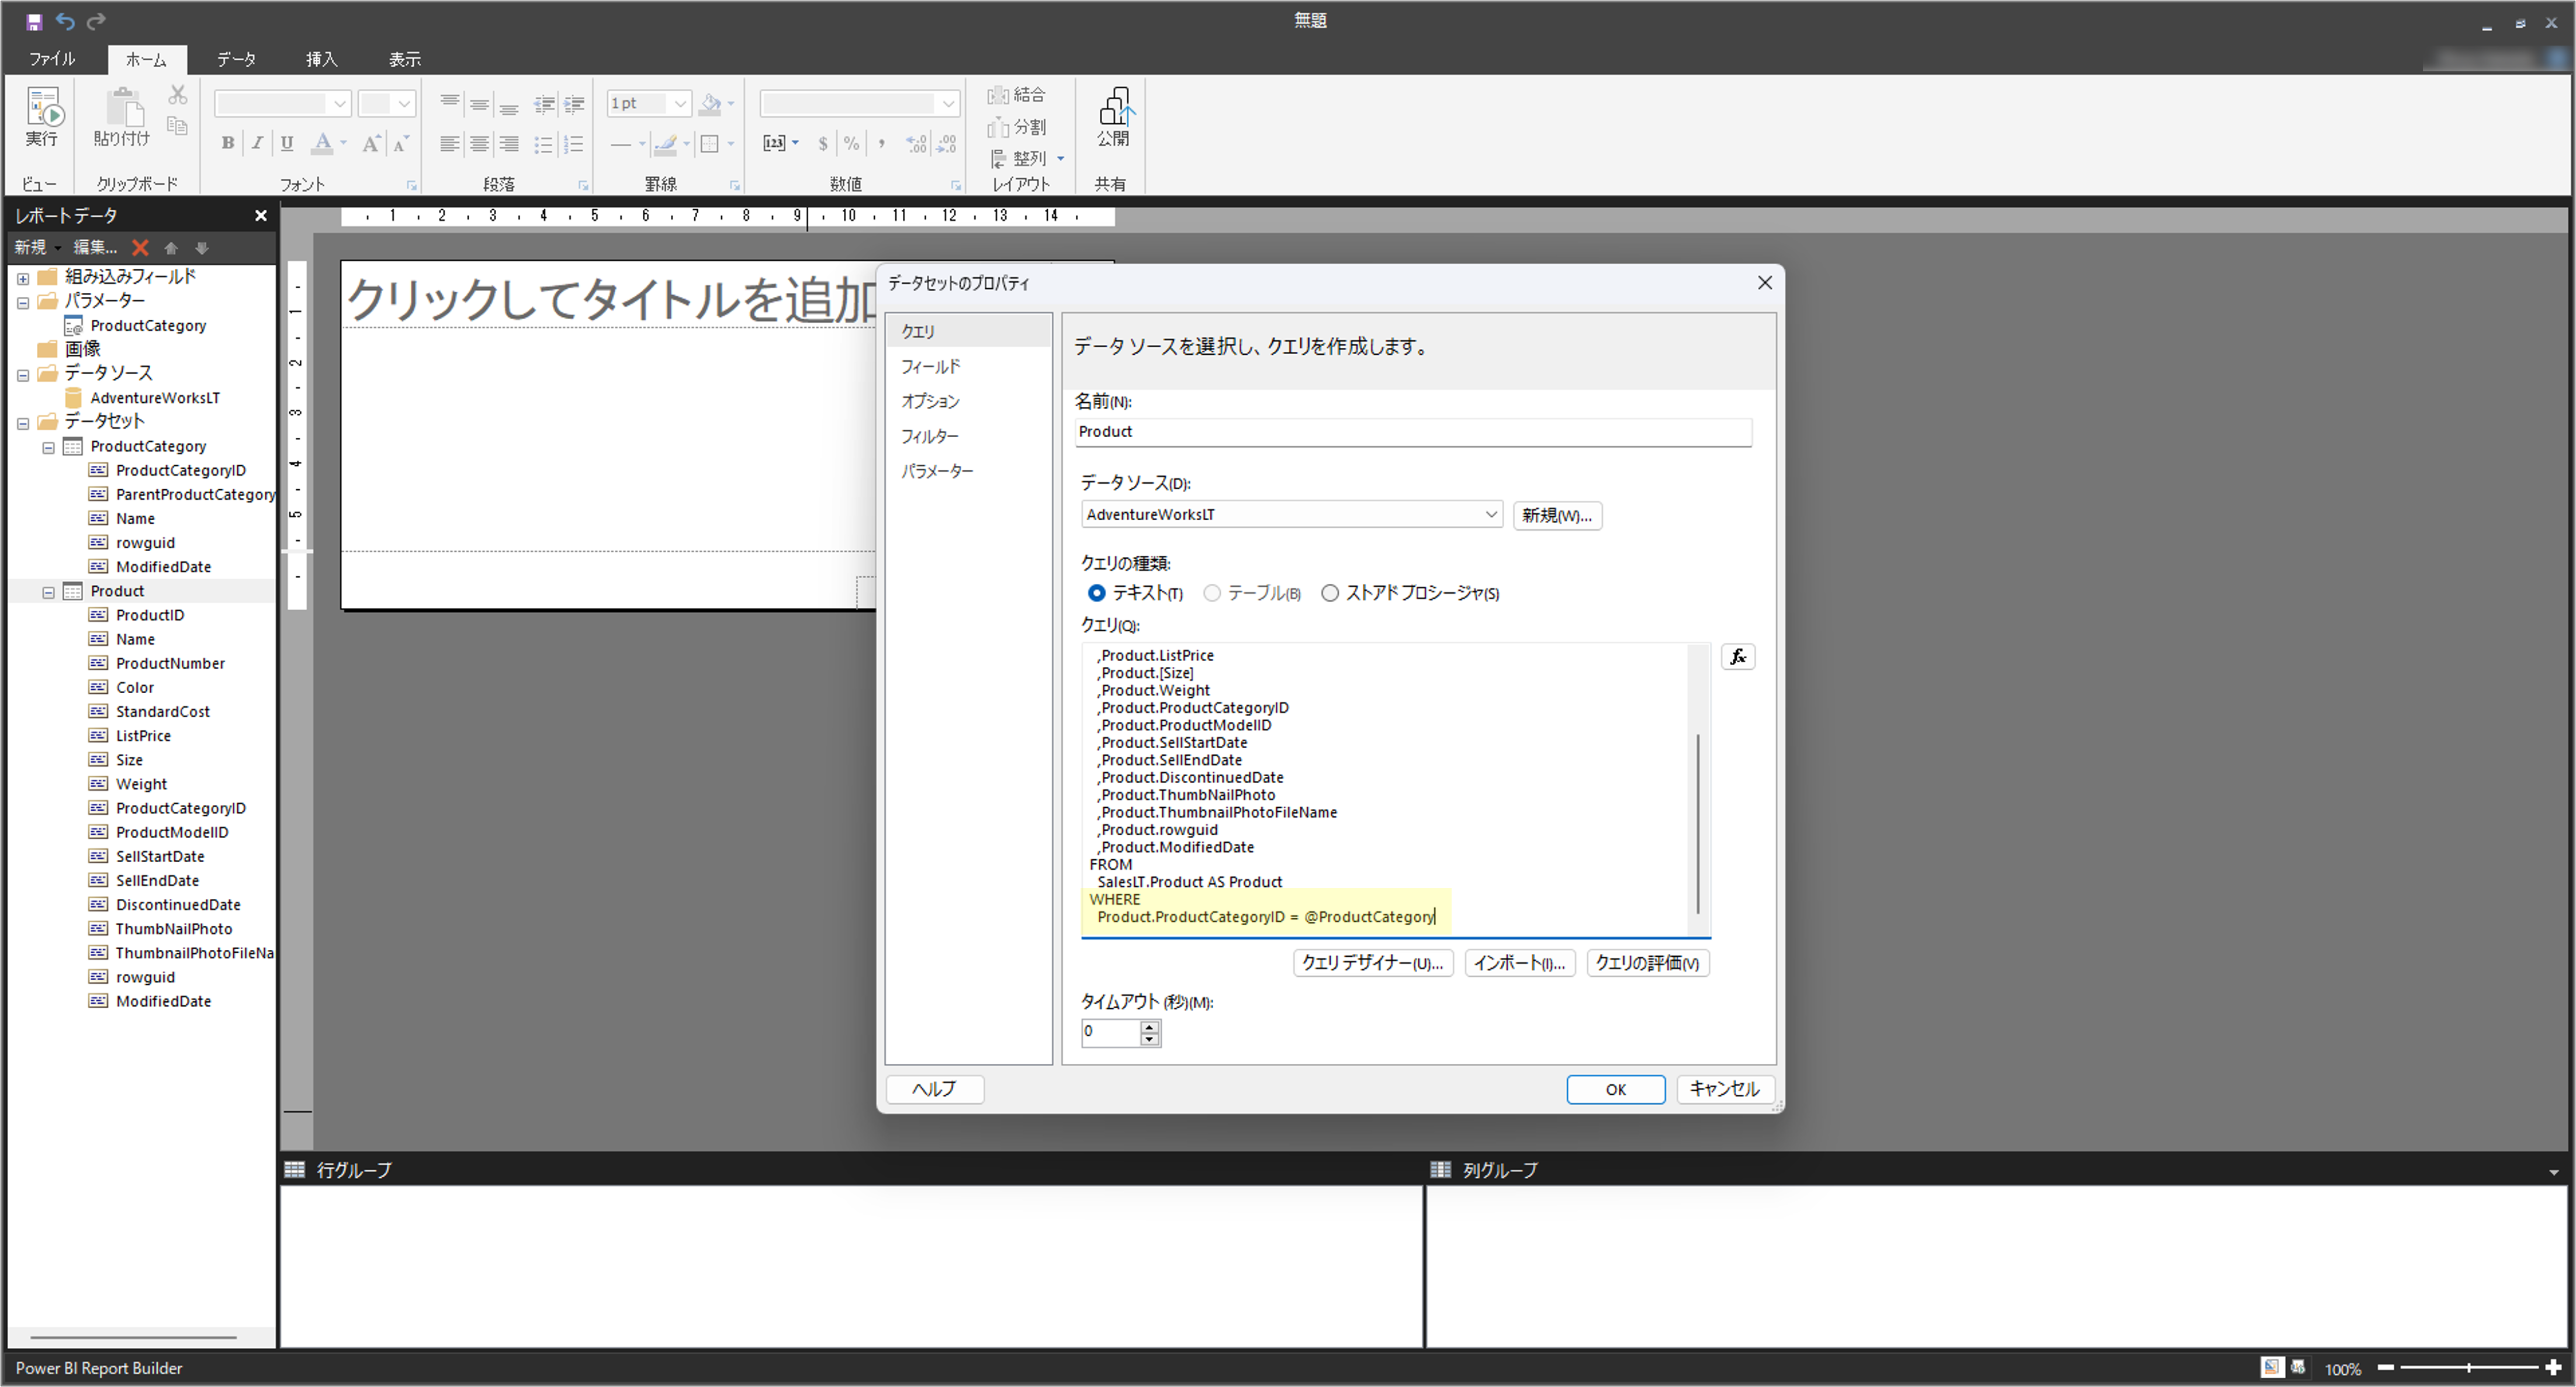 無題
ファイル ホーム データ 挿入 表示
実行
ビュー
貼り付け
クリップボード
B I U A A A
フォント
段落
1 pt
罫線
[123] $ % , .00 .00
数値
結合
分割
整列
レイアウト
公開
共有
レポート データ
新規 編集...
組み込みフィールド
パラメーター
ProductCategory
画像
データ ソース
AdventureWorksLT
データセット
ProductCategory
ProductCategoryID
ParentProductCategory
Name
rowguid
ModifiedDate
Product
ProductID
Name
ProductNumber
Color
StandardCost
ListPrice
Size
Weight
ProductCategoryID
ProductModelID
SellStartDate
SellEndDate
DiscontinuedDate
ThumbNailPhoto
ThumbnailPhotoFileNa
rowguid
ModifiedDate
1 2 3 4 5 6 7 8 9 10 11 12 13 14
1
2
3
4
5
クリックしてタイトルを追加
データセットのプロパティ
クエリ
フィールド
オプション
フィルター
パラメーター
データ ソースを選択し、クエリを作成します。
名前(N):
Product
データ ソース(D):
AdventureWorksLT
新規(W)...
クエリの種類:
テキスト(T) テーブル(B) ストアド プロシージャ(S)
クエリ(Q):
fx
,Product.ListPrice
,Product.[Size]
,Product.Weight
,Product.ProductCategoryID
,Product.ProductModelID
,Product.SellStartDate
,Product.SellEndDate
,Product.DiscontinuedDate
,Product.ThumbNailPhoto
,Product.ThumbnailPhotoFileName
,Product.rowguid
,Product.ModifiedDate
FROM
SalesLT.Product AS Product
WHERE
Product.ProductCategoryID = @ProductCategory
クエリ デザイナー(U)... インポート(I)... クエリの評価(V)
タイムアウト (秒)(M):
0
ヘルプ OK キャンセル
行グループ
列グループ
Power BI Report Builder
100%